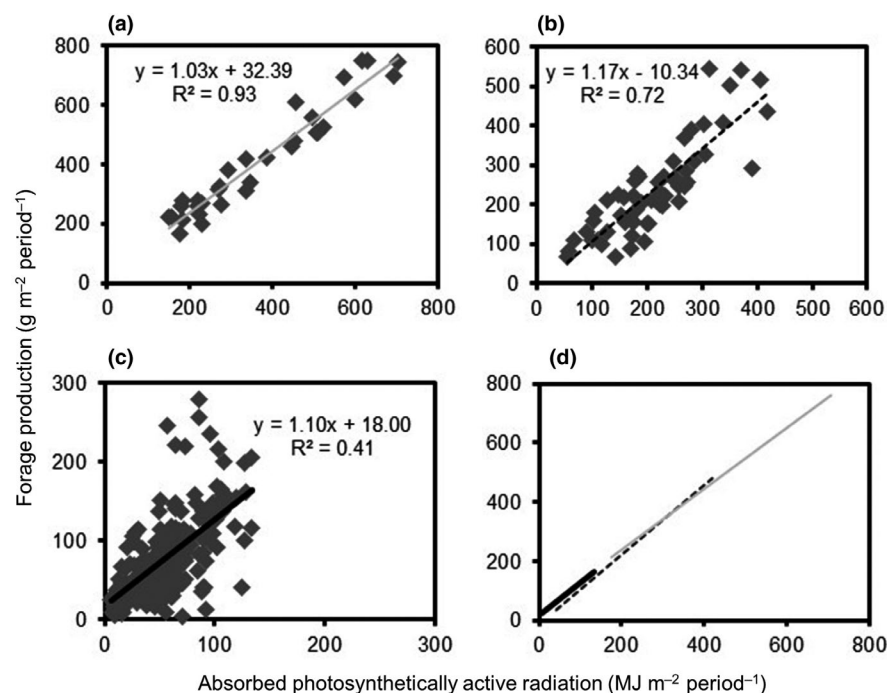 (a)
800
600
400
200
0
y = 1.03x + 32.39
R² = 0.93
0 200 400 600 800
(b)
600
500
400
300
200
100
0
y = 1.17x - 10.34
R² = 0.72
0 100 200 300 400 500 600
Forage production (g m⁻² period⁻¹)
(c)
300
200
100
0
y = 1.10x + 18.00
R² = 0.41
0 100 200 300
(d)
800
600
400
200
0
0 200 400 600 800
Absorbed photosynthetically active radiation (MJ m⁻² period⁻¹)